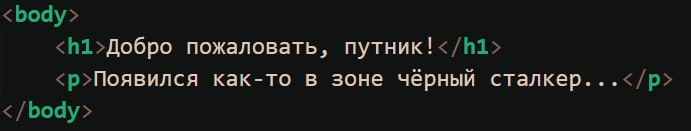 <body>
<h1>Добро пожаловать, путник!</h1>
<p>Появился как-то в зоне чёрный сталкер...</p>
</body>